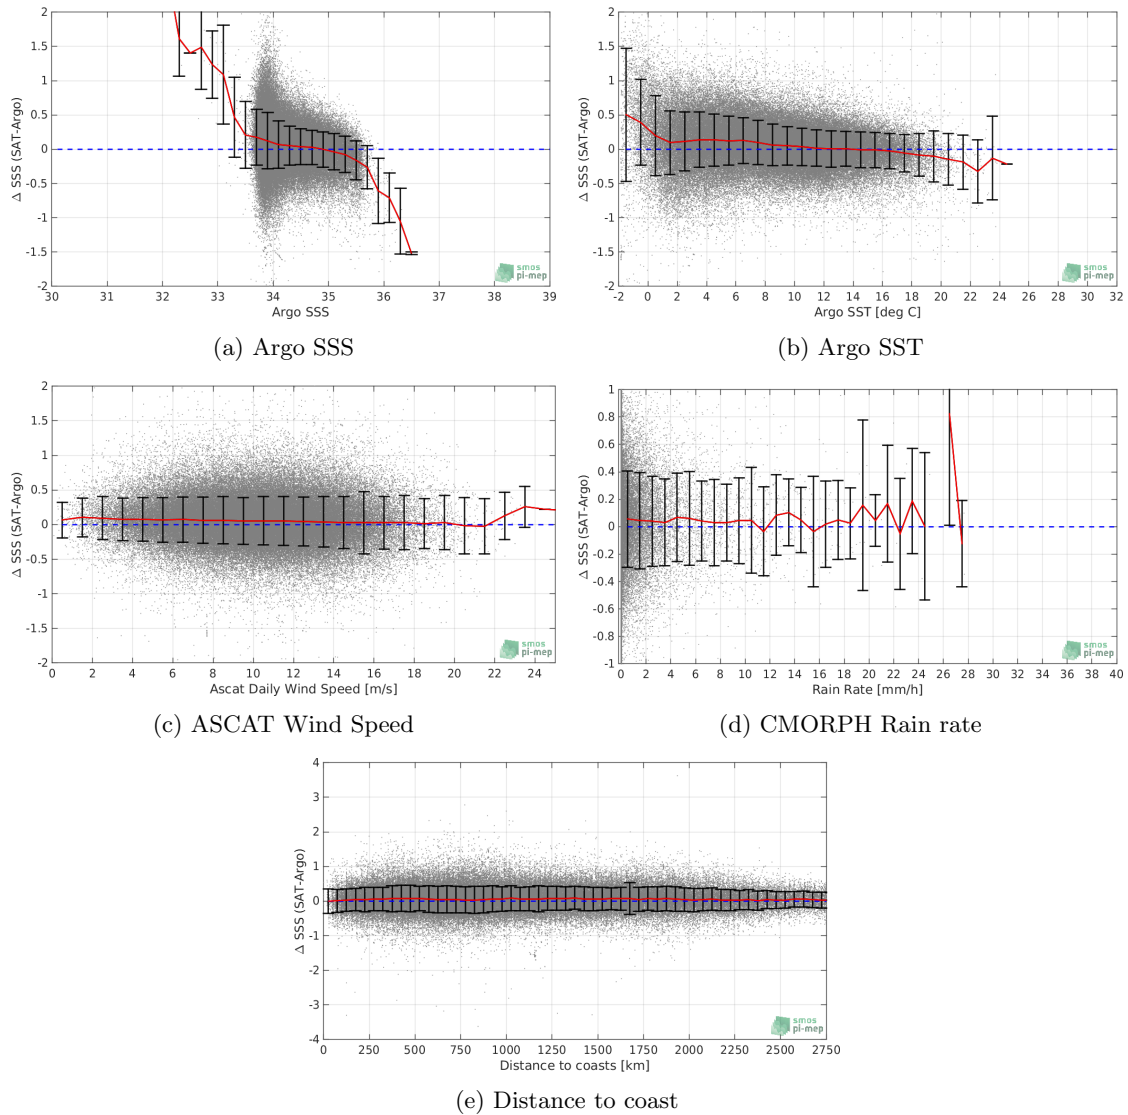 2
1.5
1
0.5
0
-0.5
-1
-1.5
-2
Δ SSS (SAT-Argo)
30 31 32 33 34 35 36 37 38 39
Argo SSS
smos
pi-mep
(a) Argo SSS
2
1.5
1
0.5
0
-0.5
-1
-1.5
-2
Δ SSS (SAT-Argo)
-2 0 2 4 6 8 10 12 14 16 18 20 22 24 26 28 30 32
Argo SST [deg C]
smos
pi-mep
(b) Argo SST
2
1.5
1
0.5
0
-0.5
-1
-1.5
-2
Δ SSS (SAT-Argo)
0 2 4 6 8 10 12 14 16 18 20 22 24
Ascat Daily Wind Speed [m/s]
smos
pi-mep
(c) ASCAT Wind Speed
1
0.8
0.6
0.4
0.2
0
-0.2
-0.4
-0.6
-0.8
-1
Δ SSS (SAT-Argo)
0 2 4 6 8 10 12 14 16 18 20 22 24 26 28 30 32 34 36 38 40
Rain Rate [mm/h]
smos
pi-mep
(d) CMORPH Rain rate
4
3
2
1
0
-1
-2
-3
-4
Δ SSS (SAT-Argo)
0 250 500 750 1000 1250 1500 1750 2000 2250 2500 2750
Distance to coasts [km]
smos
pi-mep
(e) Distance to coast